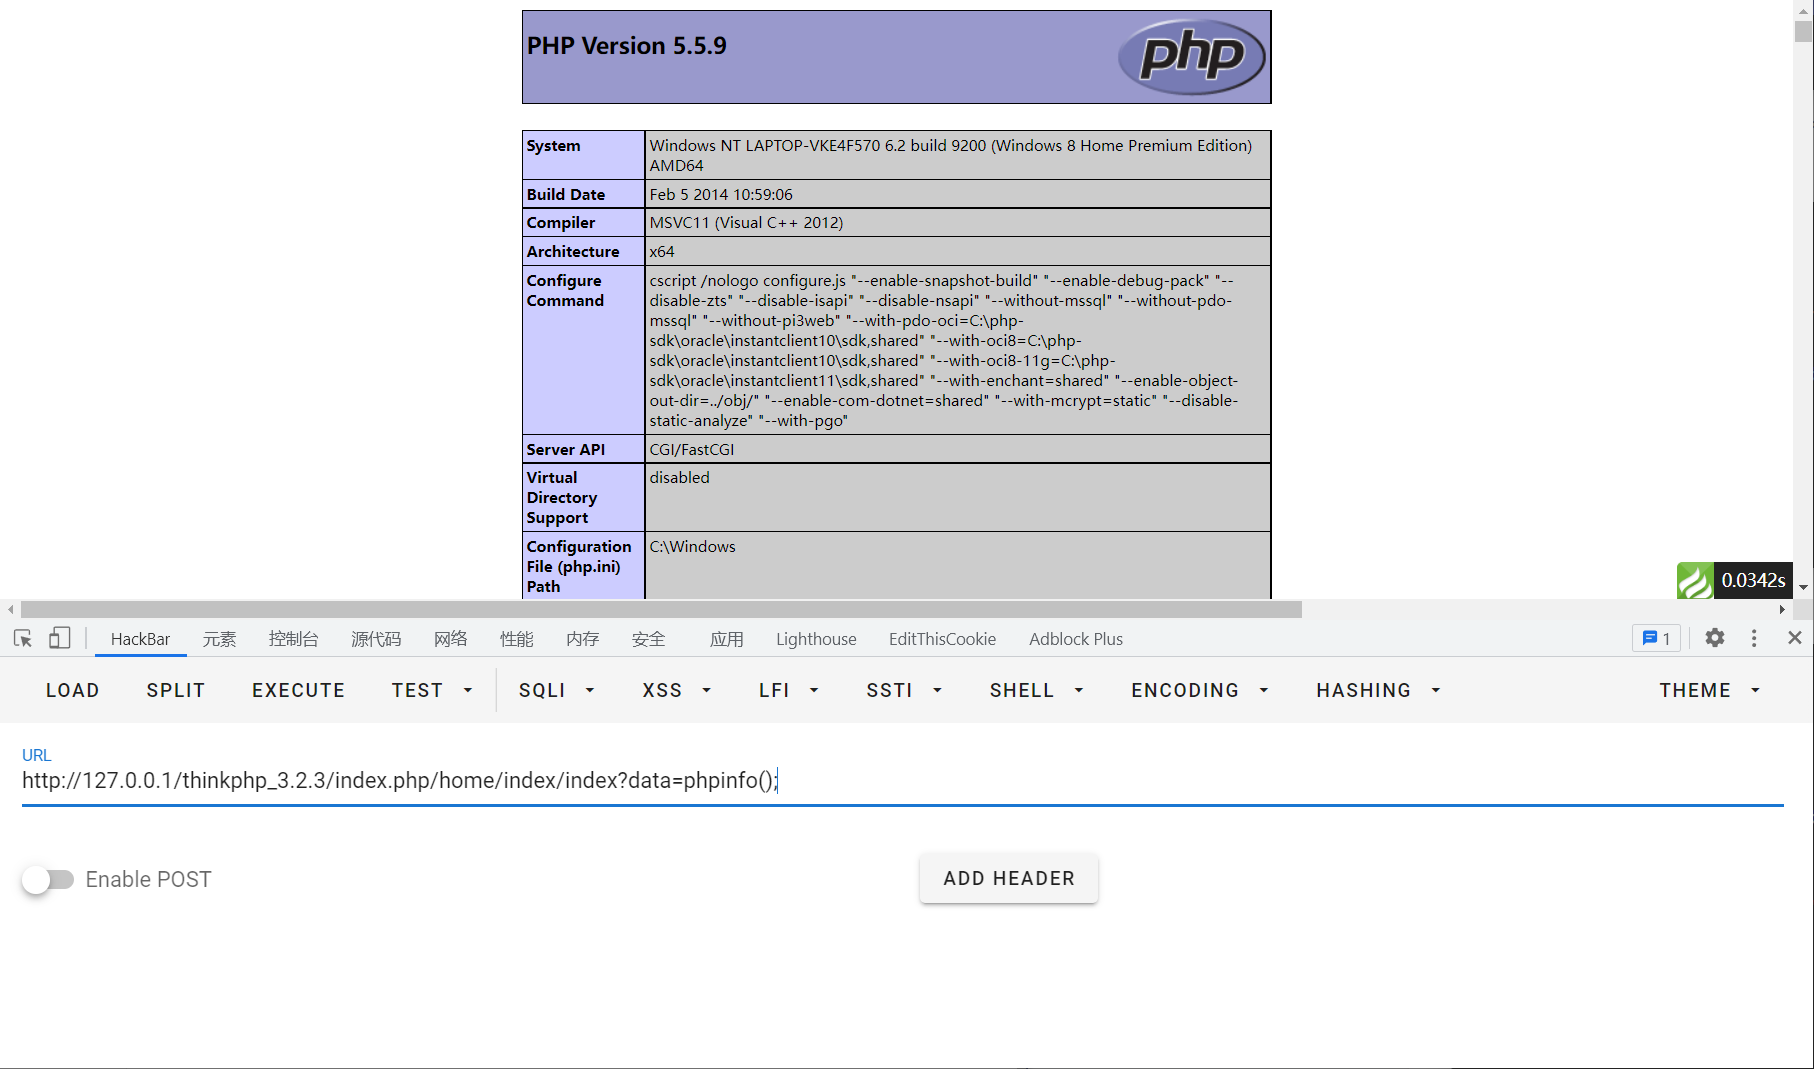 PHP Version 5.5.9
php
System
Windows NT LAPTOP-VKE4F570 6.2 build 9200 (Windows 8 Home Premium Edition)
AMD64
Build Date
Feb 5 2014 10:59:06
Compiler
MSVC11 (Visual C++ 2012)
Architecture
x64
Configure
Command
cscript /nologo configure.js "--enable-snapshot-build" "--enable-debug-pack" "--
disable-zts" "--disable-isapi" "--disable-nsapi" "--without-mssql" "--without-pdo-
mssql" "--without-pi3web" "--with-pdo-oci=C:\php-
sdk\oracle\instantclient10\sdk,shared" "--with-oci8=C:\php-
sdk\oracle\instantclient10\sdk,shared" "--with-oci8-11g=C:\php-
sdk\oracle\instantclient11\sdk,shared" "--with-enchant=shared" "--enable-object-
out-dir=../obj/" "--enable-com-dotnet=shared" "--with-mcrypt=static" "--disable-
static-analyze" "--with-pgo"
Server API
CGI/FastCGI
Virtual
Directory
Support
disabled
Configuration
File (php.ini)
Path
C:\Windows
0.0342s
HackBar 元素 控制台 源代码 网络 性能 内存 安全 应用 Lighthouse EditThisCookie Adblock Plus 1
LOAD SPLIT EXECUTE TEST SQLI XSS LFI SSTI SHELL ENCODING HASHING THEME
URL
http://127.0.0.1/thinkphp_3.2.3/index.php/home/index/index?data=phpinfo();
Enable POST
ADD HEADER